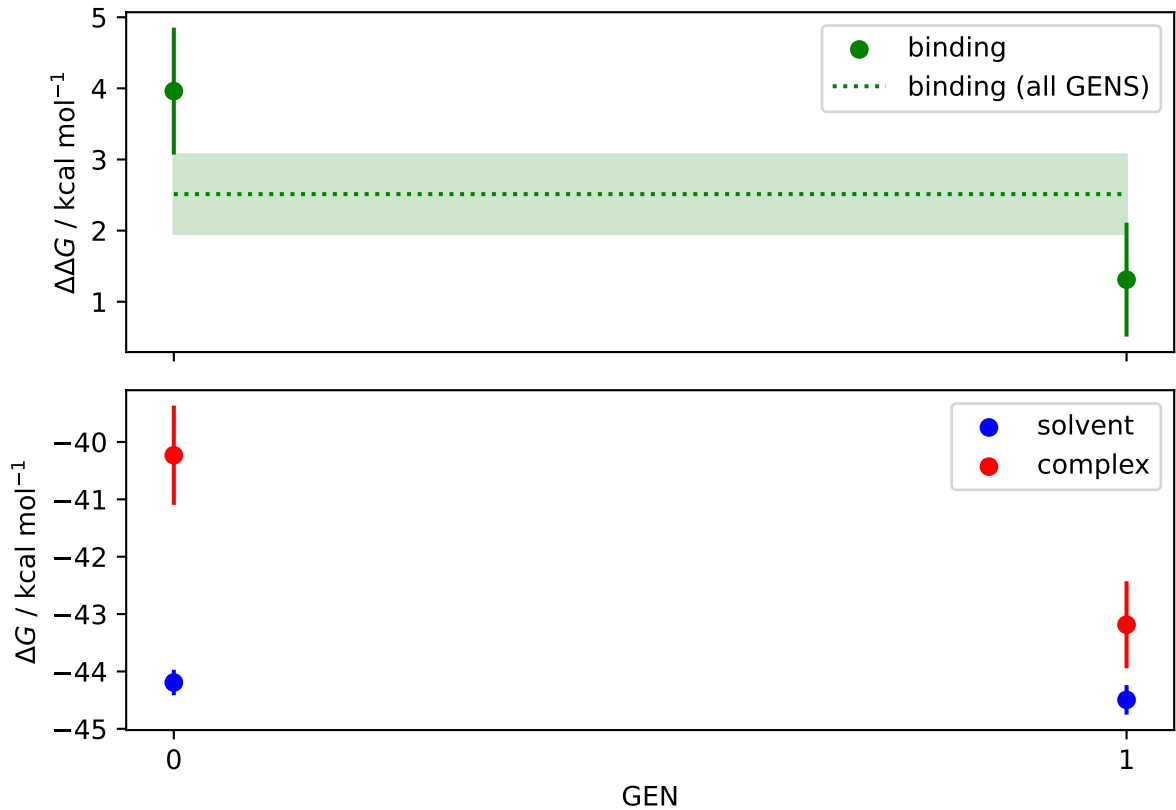 5
4
3
2
1
ΔΔG / kcal mol⁻¹
binding
binding (all GENS)
−40
−41
−42
−43
−44
−45
ΔG / kcal mol⁻¹
solvent
complex
0
1
GEN